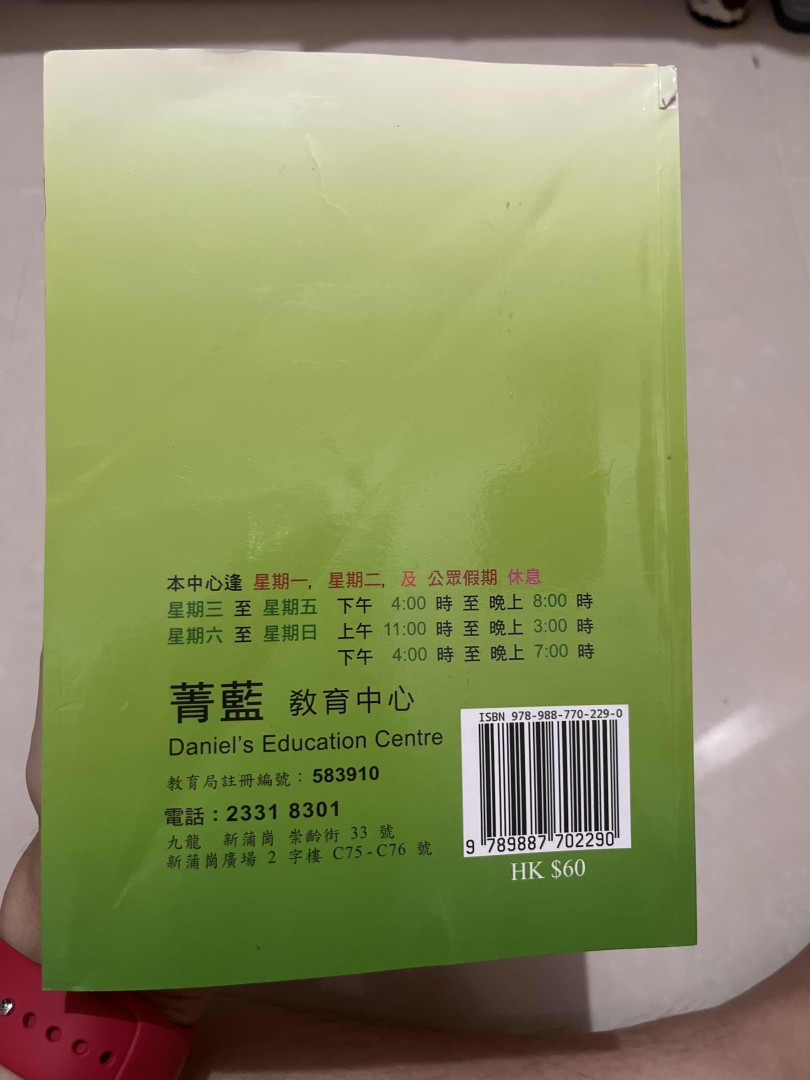 本中心逢 星期一, 星期二, 及 公眾假期 休息
星期三 至 星期五 下午 4:00 時 至 晚上 8:00 時
星期六 至 星期日 上午 11:00 時 至 晚上 3:00 時
下午 4:00 時 至 晚上 7:00 時
菁藍 教育中心
Daniel's Education Centre
教育局註冊編號：583910
電話：2331 8301
九龍 新蒲崗 崇齡街 33 號
新蒲崗廣場 2 字樓 C75-C76 號
ISBN 978-988-770-229-0
9 789887 702290
HK $60